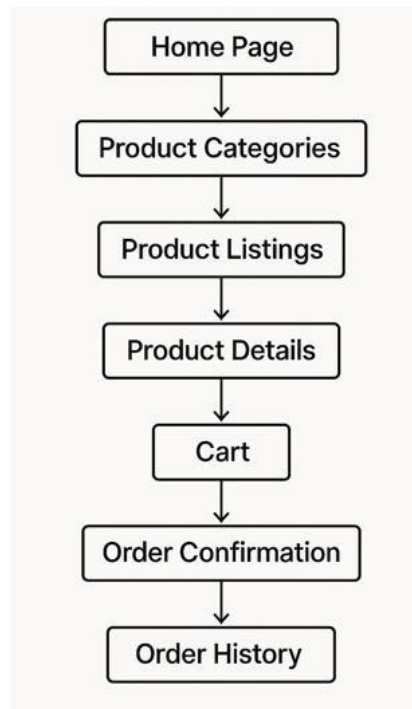 Home Page
Product Categories
Product Listings
Product Details
Cart
Order Confirmation
Order History